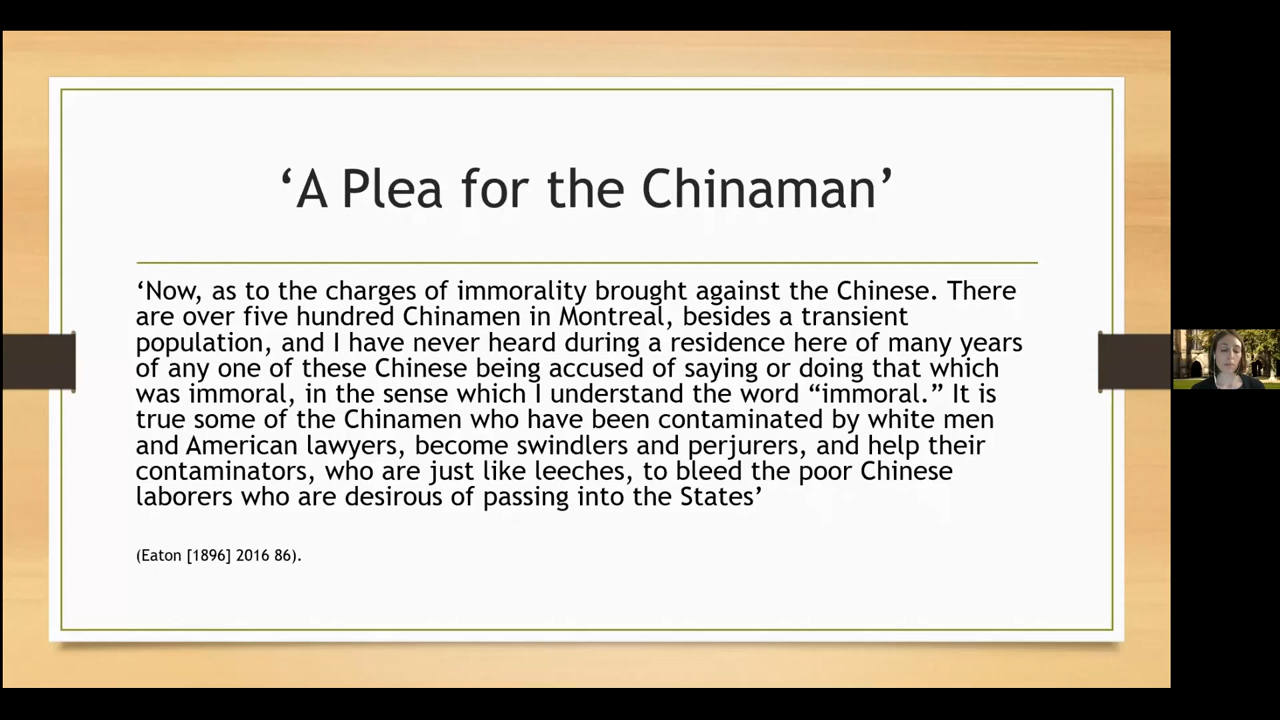 ‘A Plea for the Chinaman’
‘Now, as to the charges of immorality brought against the Chinese. There
are over five hundred Chinamen in Montreal, besides a transient
population, and I have never heard during a residence here of many years
of any one of these Chinese being accused of saying or doing that which
was immoral, in the sense which I understand the word “immoral.” It is
true some of the Chinamen who have been contaminated by white men
and American lawyers, become swindlers and perjurers, and help their
contaminators, who are just like leeches, to bleed the poor Chinese
laborers who are desirous of passing into the States’
(Eaton [1896] 2016 86).